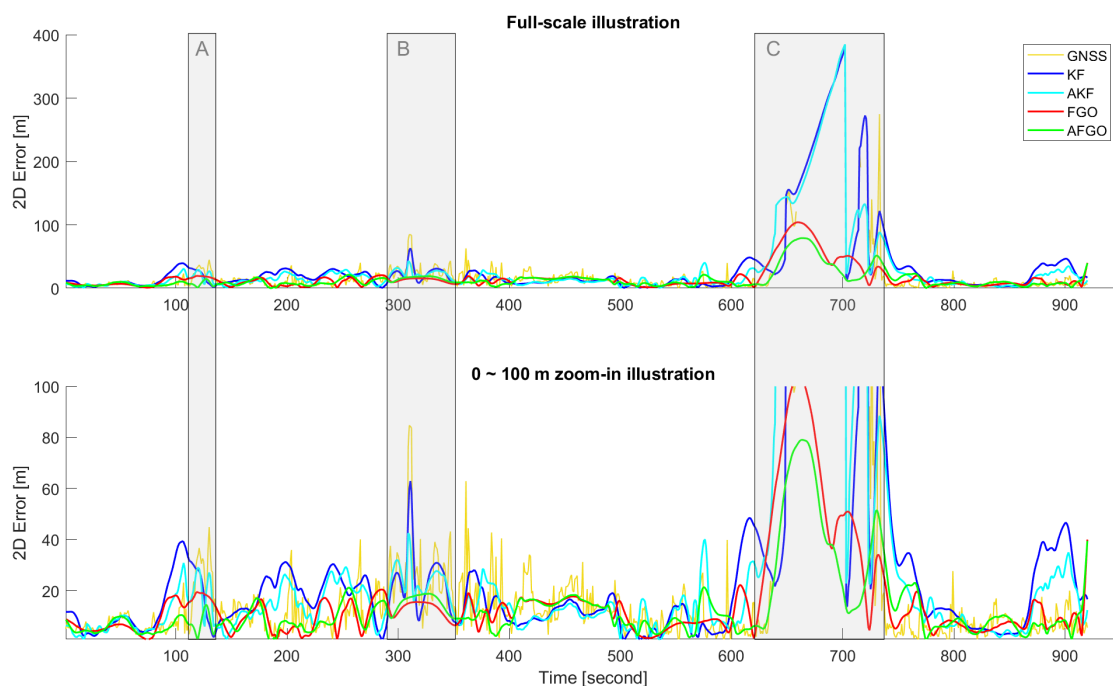 Full-scale illustration
400
300
200
100
0
2D Error [m]
A
B
C
GNSS
KF
AKF
FGO
AFGO
100 200 300 400 500 600 700 800 900
0 ~ 100 m zoom-in illustration
100
80
60
40
20
2D Error [m]
100 200 300 400 500 600 700 800 900
Time [second]